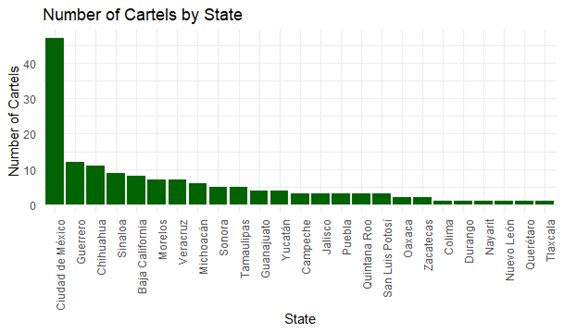 Number of Cartels by State
Number of Cartels
40
30
20
10
0
Ciudad de México
Guerrero
Chihuahua
Sinaloa
Baja California
Morelos
Veracruz
Michoacán
Sonora
Tamaulipas
Guanajuato
Yucatán
Campeche
Jalisco
Puebla
Quintana Roo
San Luis Potosí
Oaxaca
Zacatecas
Colima
Durango
Nayarit
Nuevo León
Querétaro
Tlaxcala
State